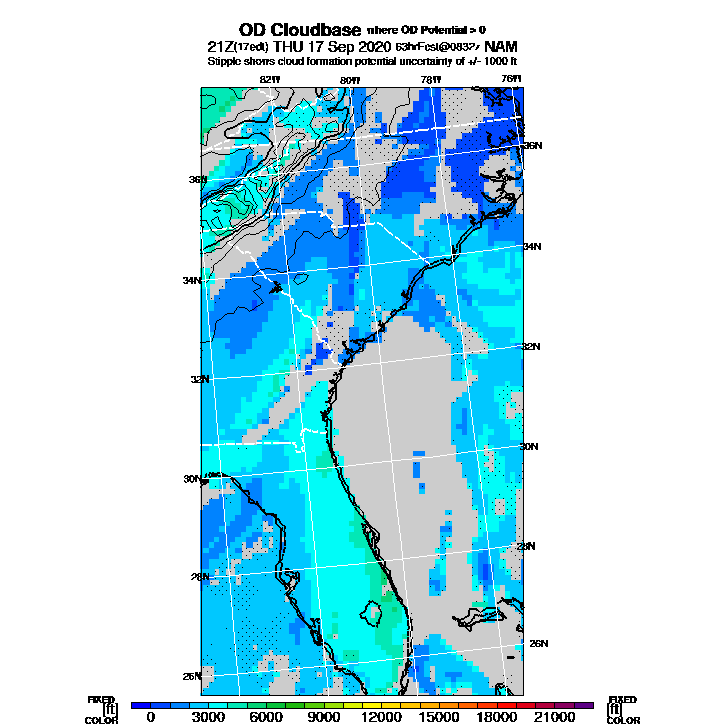 OD Cloudbase where OD Potential > 0
21Z(17edt) THU 17 Sep 2020 63hrFcst@0832z NAM
Stipple shows cloud formation potential uncertainty of +/- 1000 ft
82W 80W 78W 76W
36N
36N
34N
34N
32N
32N
30N
30N
28N
28N
26N
26N
FIXED FIXED
[ft] [ft]
COLOR 0 3000 6000 9000 12000 15000 18000 21000 COLOR